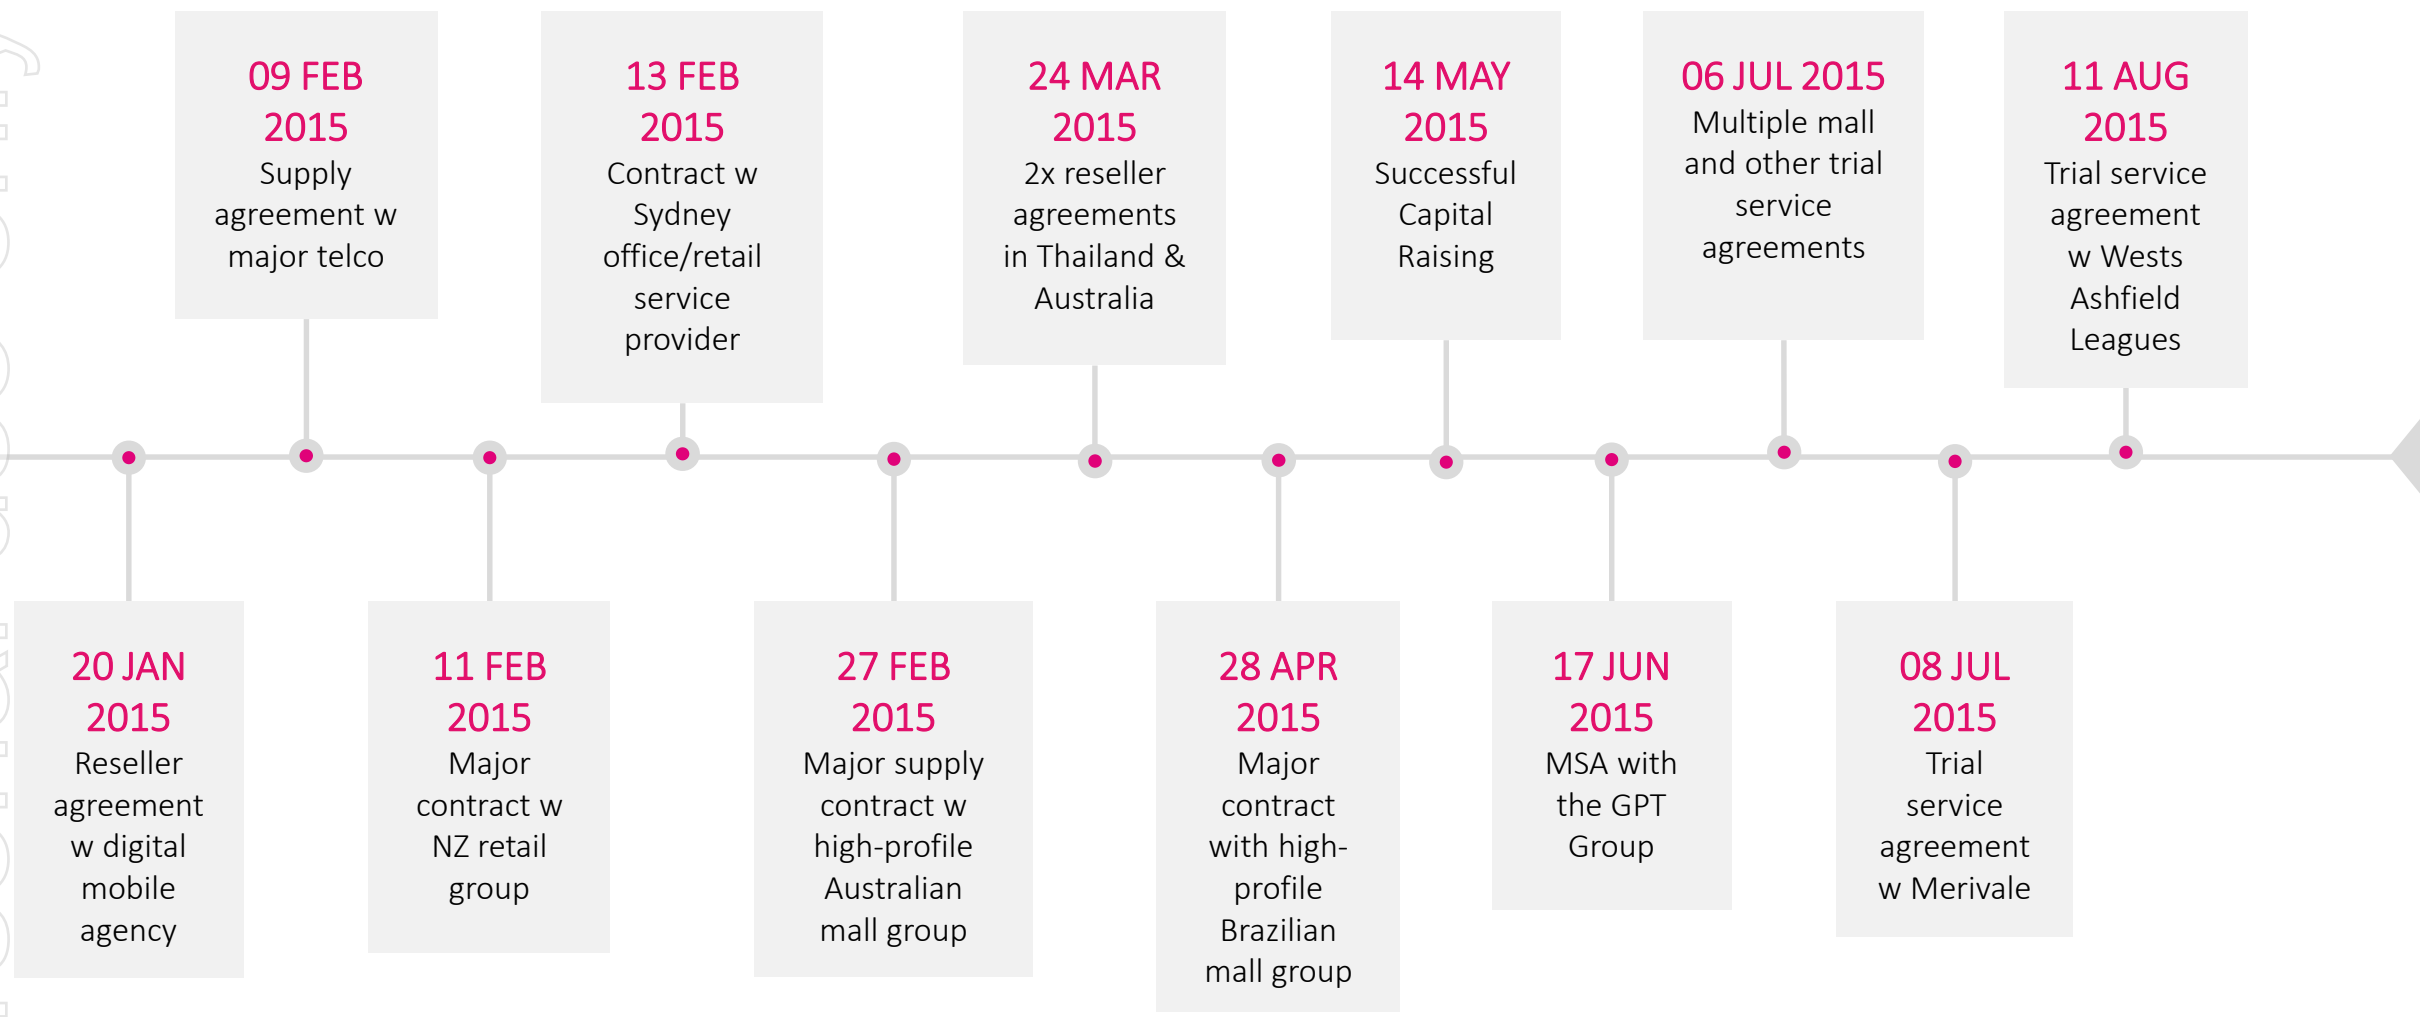 09 FEB
2015
Supply
agreement w
major telco
13 FEB
2015
Contract w
Sydney
office/retail
service
provider
24 MAR
2015
2x reseller
agreements
in Thailand &
Australia
14 MAY
2015
Successful
Capital
Raising
06 JUL 2015
Multiple mall
and other trial
service
agreements
11 AUG
2015
Trial service
agreement
w Wests
Ashfield
Leagues
20 JAN
2015
Reseller
agreement
w digital
mobile
agency
11 FEB
2015
Major
contract w
NZ retail
group
27 FEB
2015
Major supply
contract w
high-profile
Australian
mall group
28 APR
2015
Major
contract
with high-
profile
Brazilian
mall group
17 JUN
2015
MSA with
the GPT
Group
08 JUL
2015
Trial
service
agreement
w Merivale